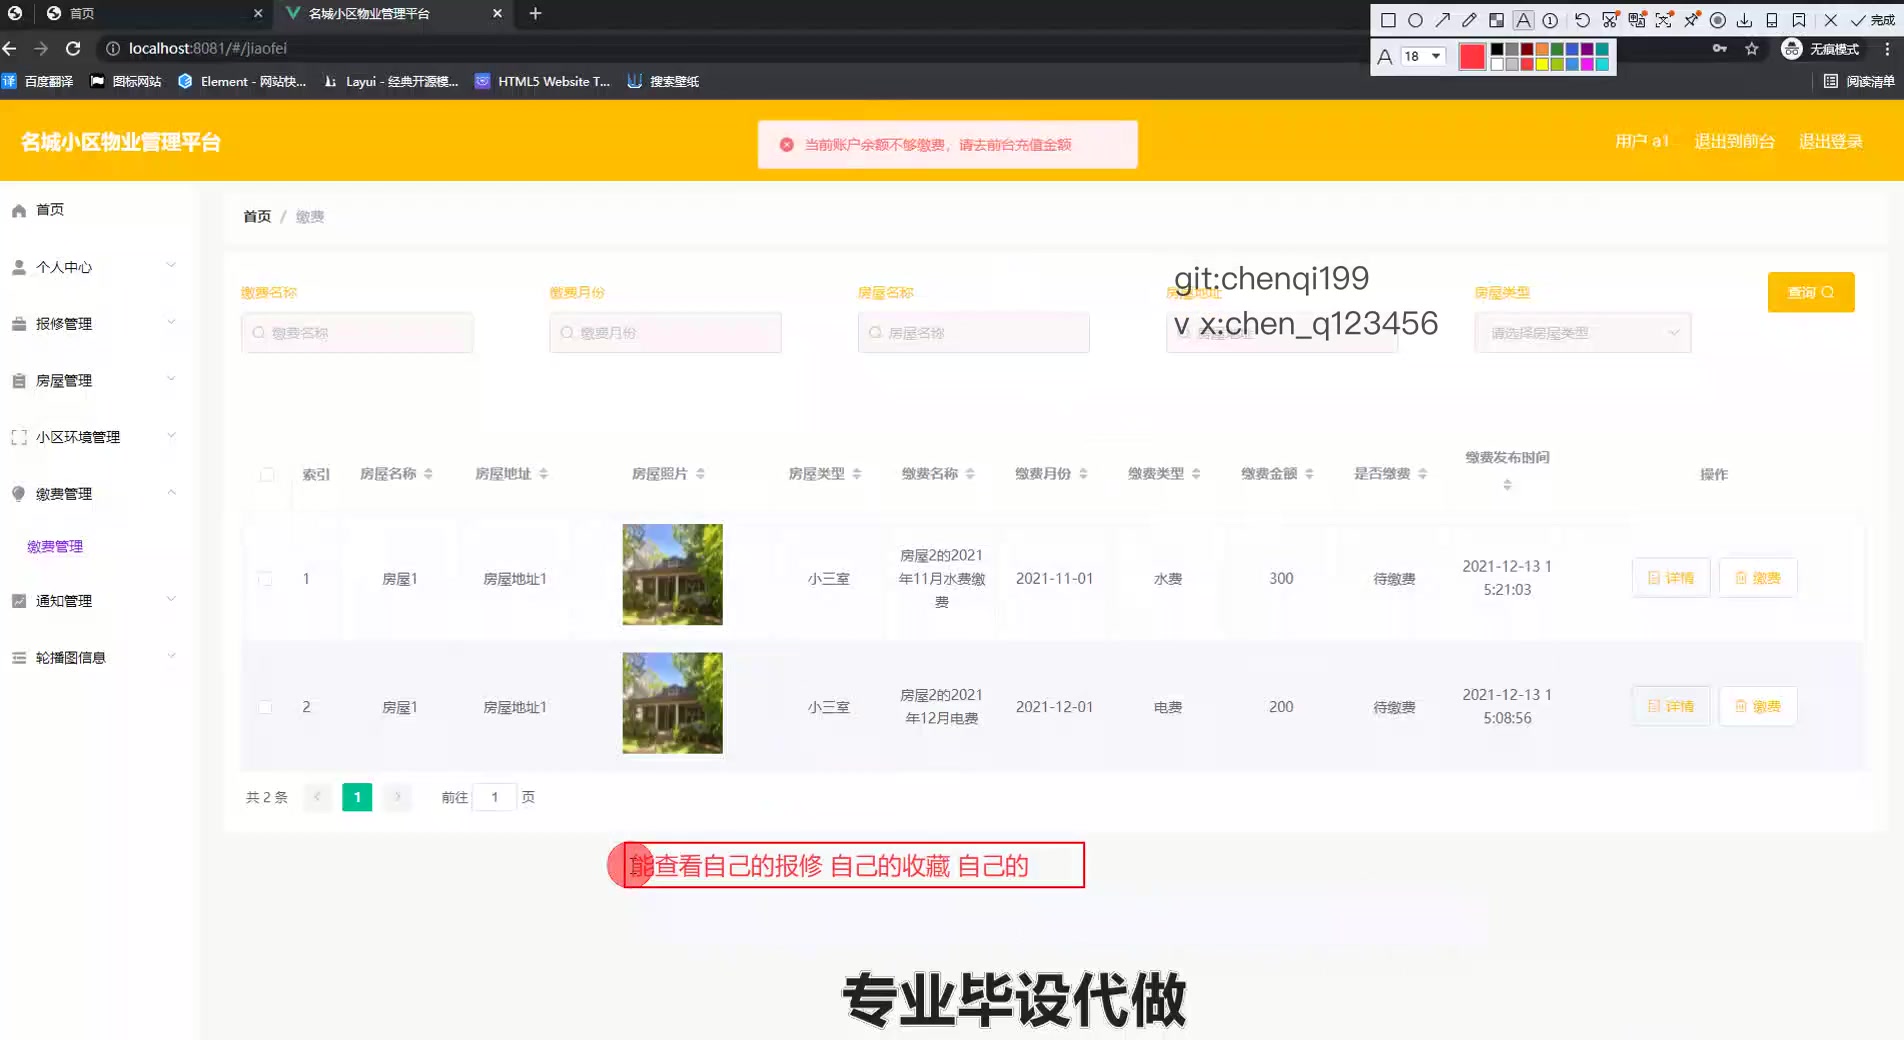 首页
名城小区物业管理平台
18
完成
localhost:8081/#/jiaofei
无痕模式
译 百度翻译
图标网站
Element - 网站快...
Layui - 经典开源模...
HTML5 Website T...
搜索壁纸
阅读清单
名城小区物业管理平台
当前账户余额不够缴费，请去前台充值金额
用户 a1
退出到前台
退出登录
首页
个人中心
报修管理
房屋管理
小区环境管理
缴费管理
缴费管理
通知管理
轮播图信息
首页 / 缴费
缴费名称
缴费月份
房屋名称
房屋地址
房屋类型
缴费名称
缴费月份
房屋名称
房屋地址
请选择房屋类型
查询
git:chenqi199
v x:chen_q123456
索引 房屋名称 房屋地址 房屋照片 房屋类型 缴费名称 缴费月份 缴费类型 缴费金额 是否缴费 缴费发布时间 操作
1 房屋1 房屋地址1 小三室 房屋2的2021年11月水费缴费 2021-11-01 水费 300 待缴费 2021-12-13 15:21:03 详情 缴费
2 房屋1 房屋地址1 小三室 房屋2的2021年12月电费 2021-12-01 电费 200 待缴费 2021-12-13 15:08:56 详情 缴费
共 2 条 1 前往 1 页
能查看自己的报修 自己的收藏 自己的
专业毕设代做